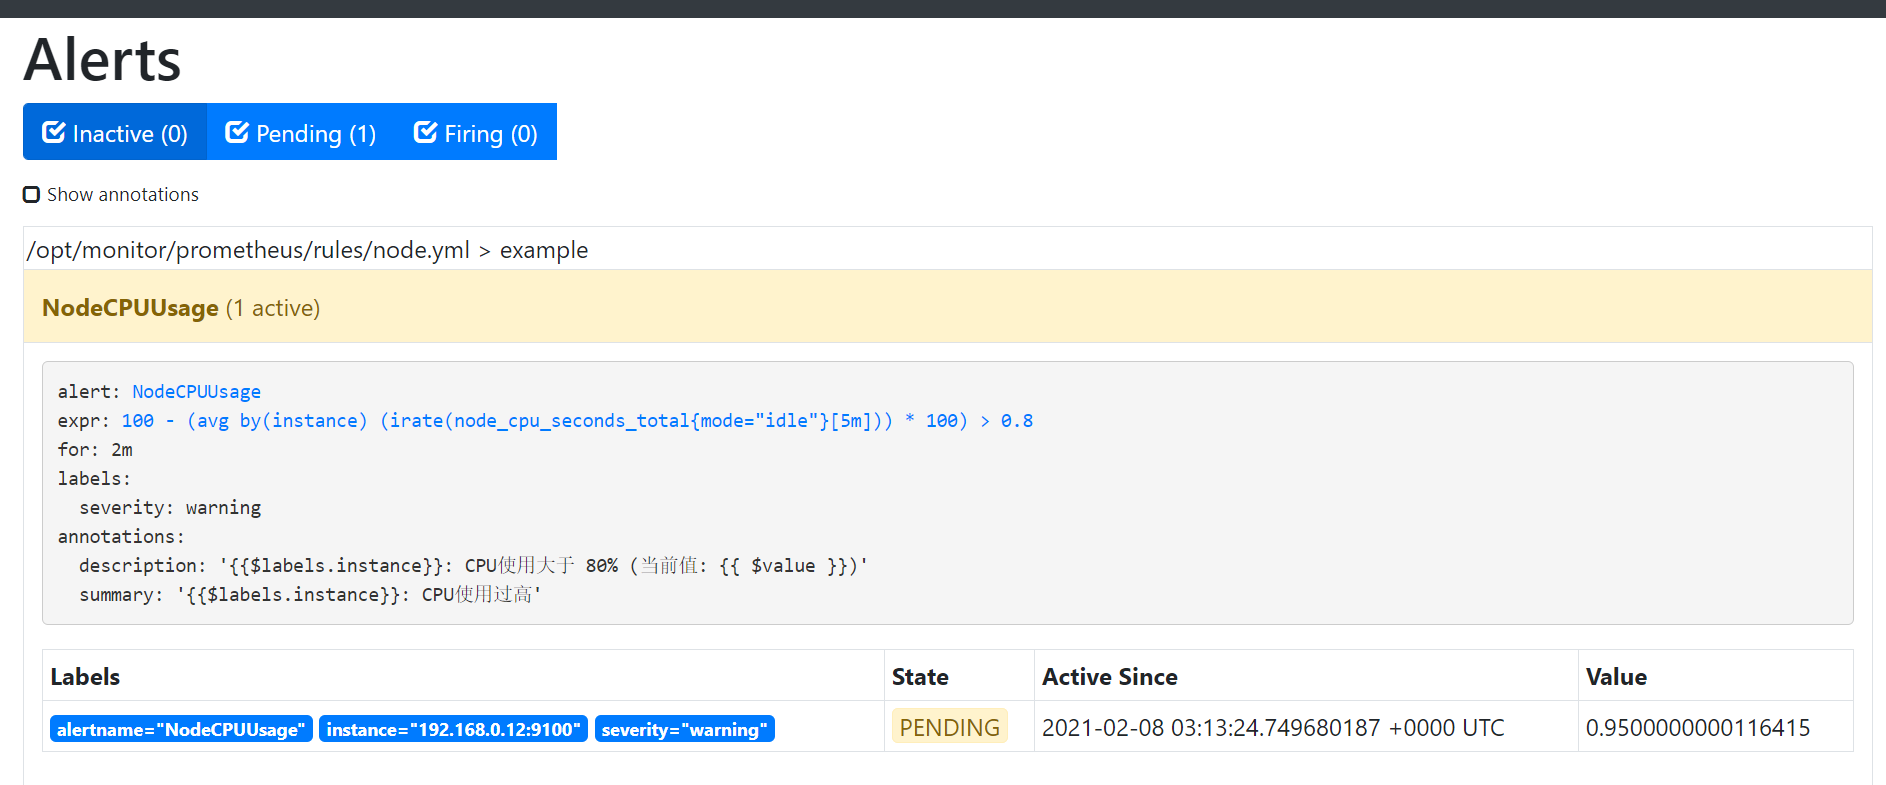 Alerts
Inactive (0) Pending (1) Firing (0)
Show annotations
/opt/monitor/prometheus/rules/node.yml > example
NodeCPUUsage (1 active)
alert: NodeCPUUsage
expr: 100 - (avg by(instance) (irate(node_cpu_seconds_total{mode="idle"}[5m])) * 100) > 0.8
for: 2m
labels:
  severity: warning
annotations:
  description: '{{$labels.instance}}: CPU使用大于 80% (当前值: {{ $value }})'
  summary: '{{$labels.instance}}: CPU使用过高'
Labels State Active Since Value
alertname="NodeCPUUsage" instance="192.168.0.12:9100" severity="warning" PENDING 2021-02-08 03:13:24.749680187 +0000 UTC 0.9500000000116415